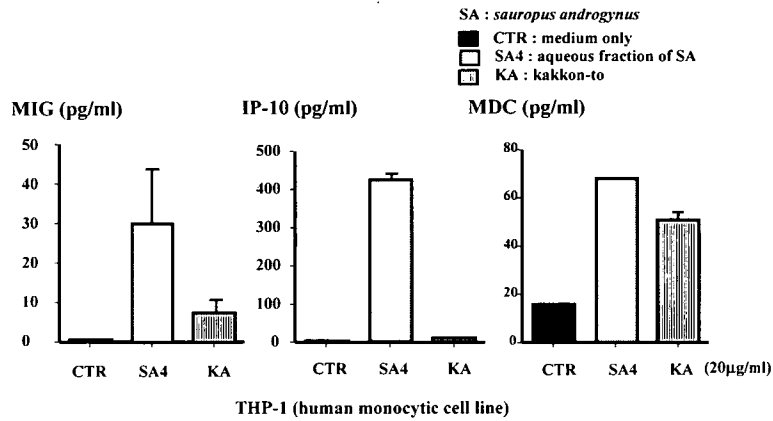 SA : sauropus androgynus
CTR : medium only
SA4 : aqueous fraction of SA
KA : kakkon-to
MIG (pg/ml)
50
40
30
20
10
0
CTR SA4 KA
IP-10 (pg/ml)
500
400
300
200
100
0
CTR SA4 KA
MDC (pg/ml)
80
60
40
20
0
CTR SA4 KA (20μg/ml)
THP-1 (human monocytic cell line)